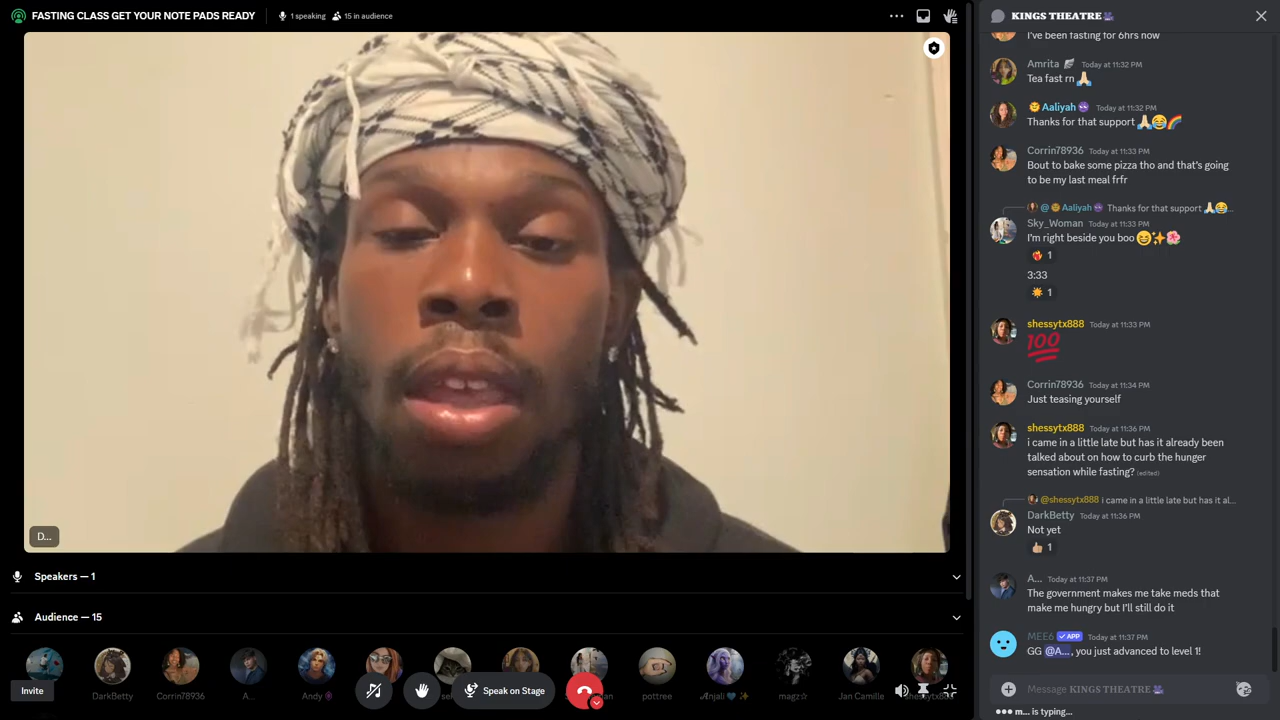 FASTING CLASS GET YOUR NOTE PADS READY
1 speaking
15 in audience
D...
Speakers — 1
Audience — 15
DarkBetty
Corrin78936
A...
Andy
pottree
Anjali
magz☆
Jan Camille
Invite
Speak on Stage
KINGS THEATRE
I've been fasting for 6hrs now
Amrita Today at 11:32 PM
Tea fast rn 🙏🏼
Aaliyah Today at 11:32 PM
Thanks for that support 🙏🏼😂🌈
Corrin78936 Today at 11:33 PM
Bout to bake some pizza tho and that's going
to be my last meal frfr
@ Aaliyah Thanks for that support 🙏🏼😂...
Sky_Woman Today at 11:33 PM
I'm right beside you boo 😄✨🌺
1
3:33
1
shessytx888 Today at 11:33 PM
💯
Corrin78936 Today at 11:34 PM
Just teasing yourself
shessytx888 Today at 11:36 PM
i came in a little late but has it already been
talked about on how to curb the hunger
sensation while fasting? (edited)
@shessytx888 i came in a little late but has it al...
DarkBetty Today at 11:36 PM
Not yet
1
A... Today at 11:37 PM
The government makes me take meds that
make me hungry but I'll still do it
MEE6 APP Today at 11:37 PM
GG @A..., you just advanced to level 1!
Message KINGS THEATRE
m... is typing...